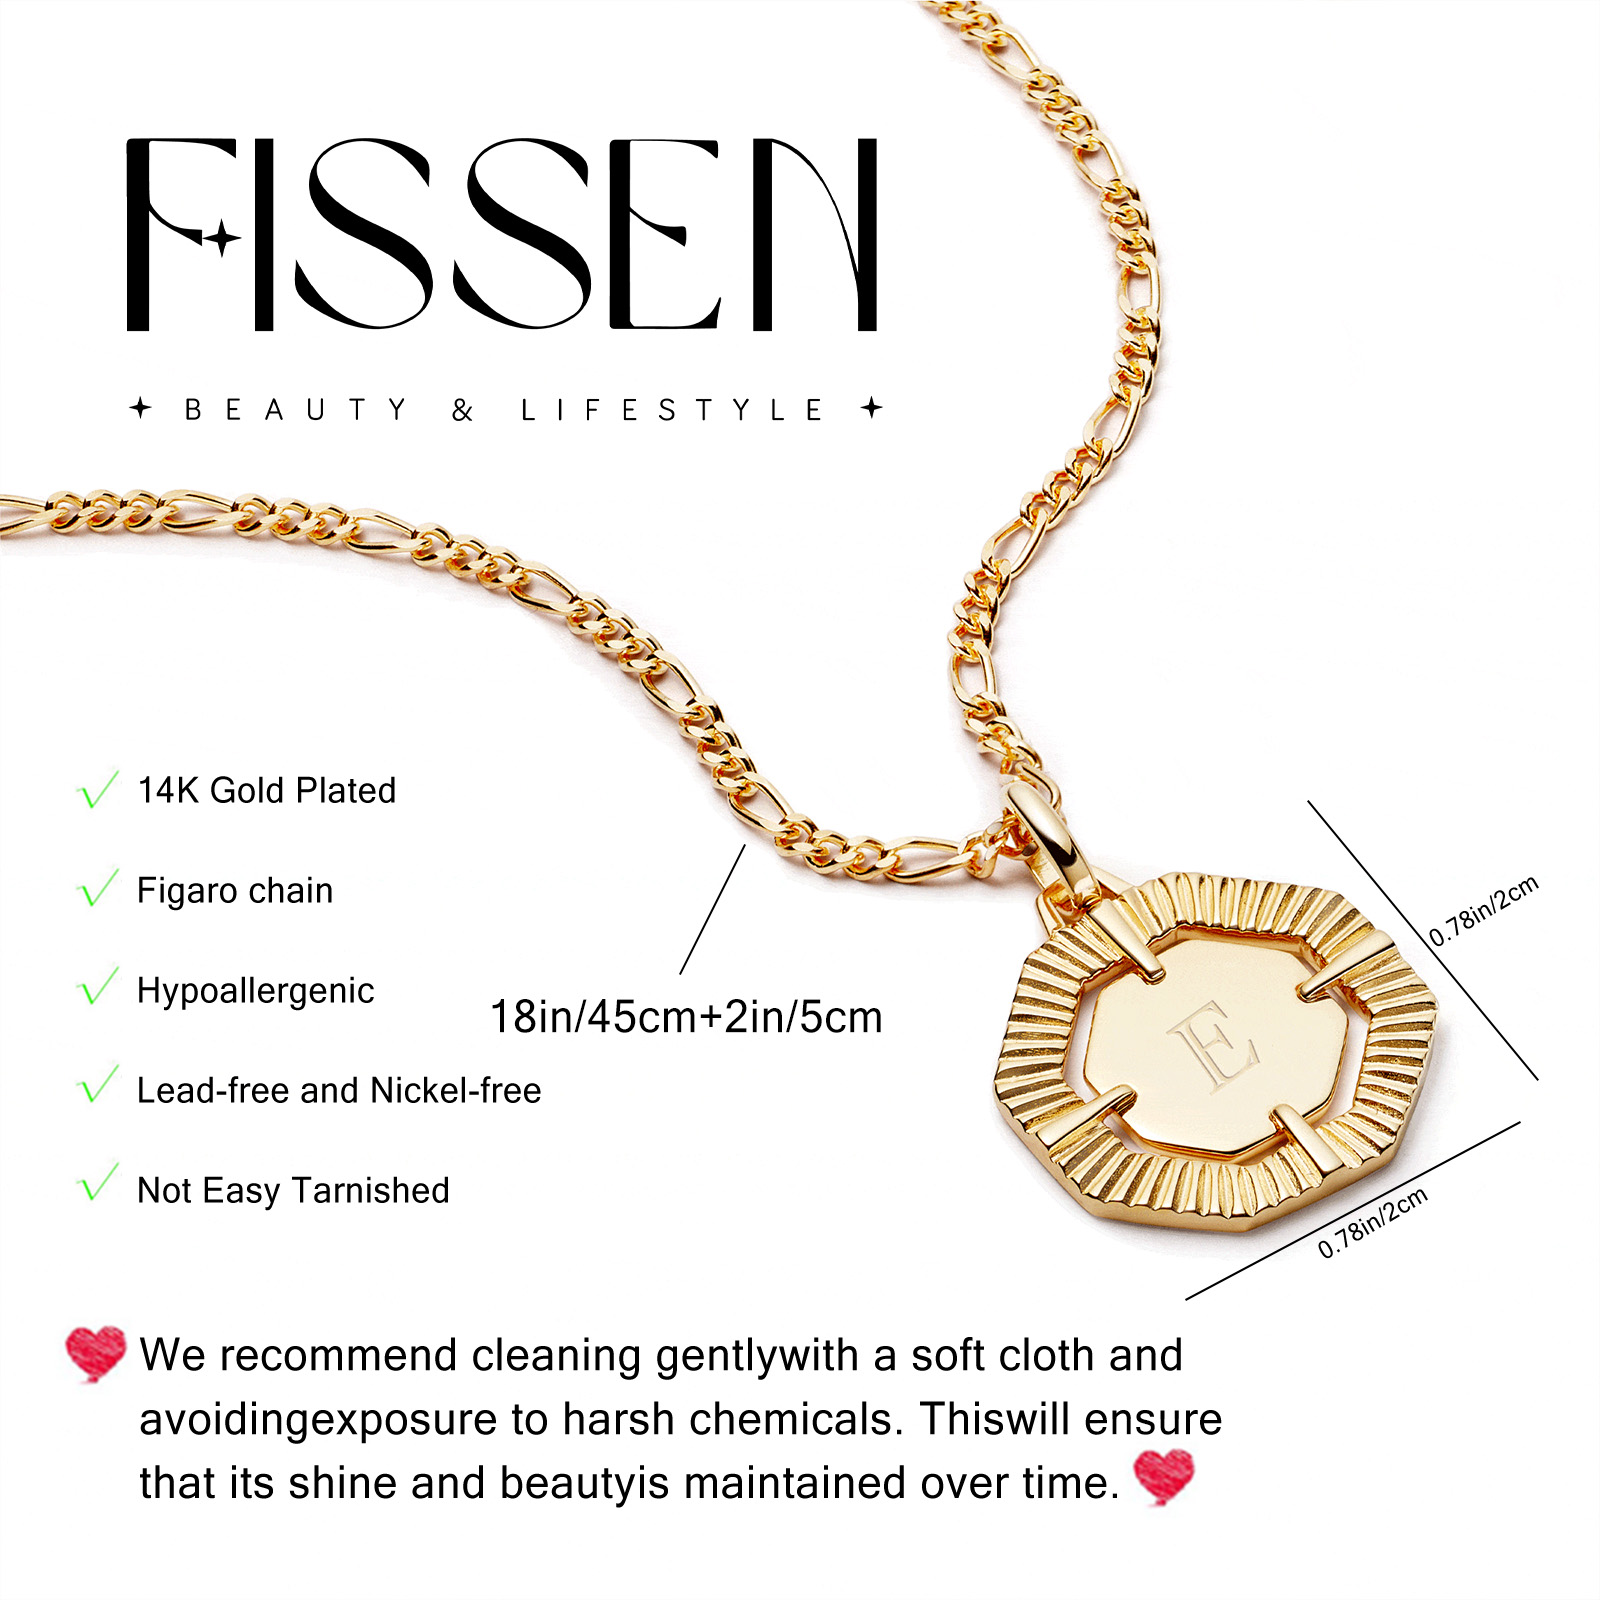 FISSEN
BEAUTY & LIFESTYLE
14K Gold Plated
Figaro chain
Hypoallergenic
Lead-free and Nickel-free
Not Easy Tarnished
18in/45cm+2in/5cm
0.78in/2cm
E
0.78in/2cm
We recommend cleaning gentlywith a soft cloth and
avoidingexposure to harsh chemicals. Thiswill ensure
that its shine and beautyis maintained over time.